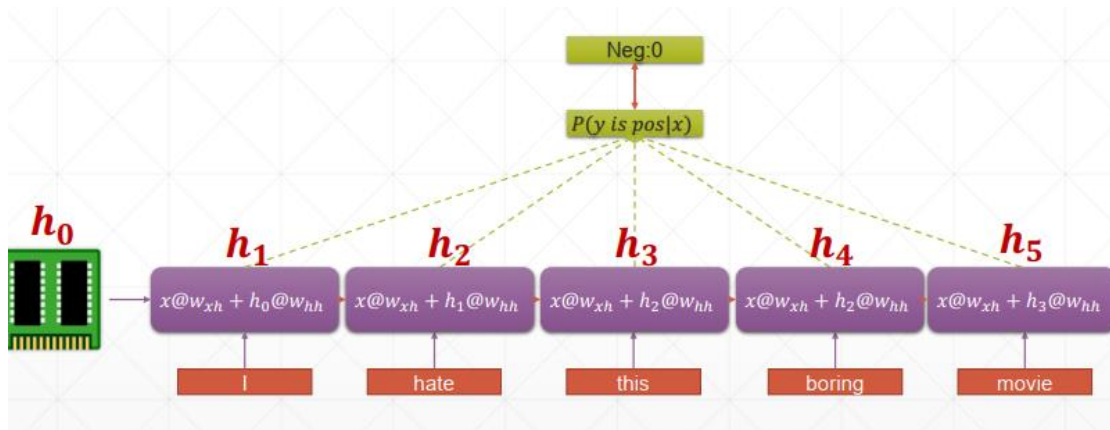 Neg:0
P(y is pos|x)
h₀
h₁ h₂ h₃ h₄ h₅
x@wₓₕ + h₀@wₕₕ x@wₓₕ + h₁@wₕₕ x@wₓₕ + h₂@wₕₕ x@wₓₕ + h₂@wₕₕ x@wₓₕ + h₃@wₕₕ
I hate this boring movie